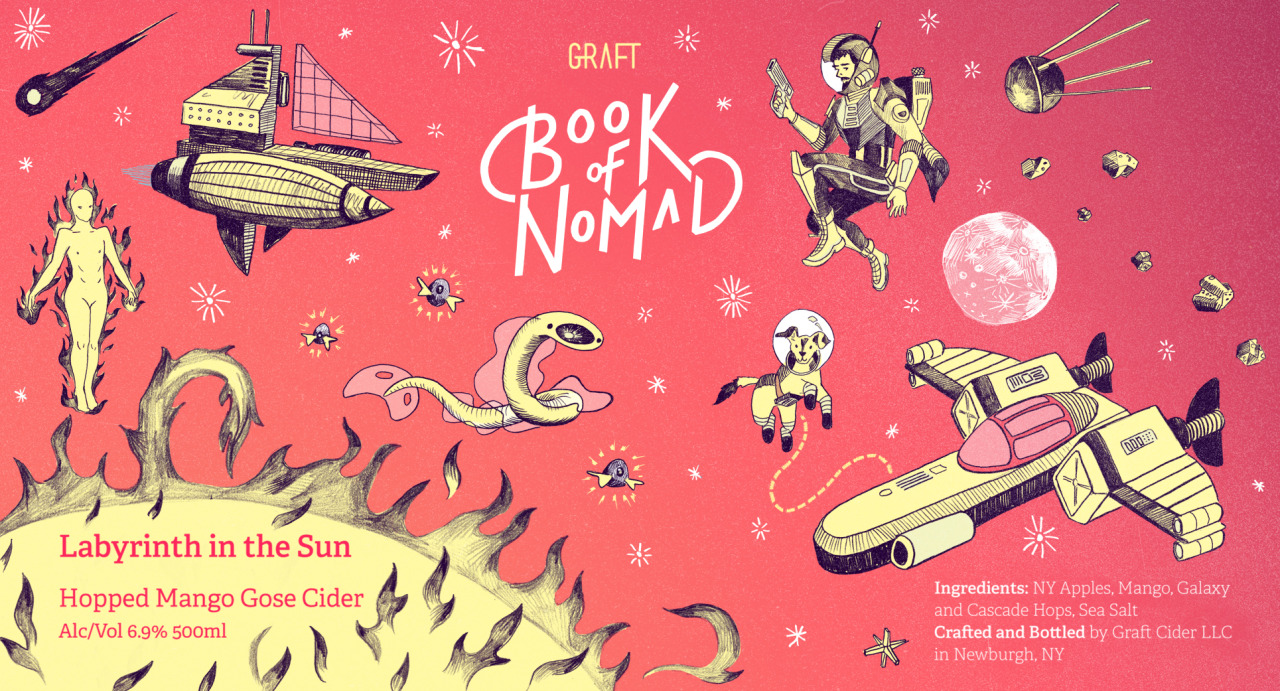 GRAFT
BOOK
OF
NOMAD
Labyrinth in the Sun
Hopped Mango Gose Cider
Alc/Vol 6.9% 500ml
Ingredients: NY Apples, Mango, Galaxy
and Cascade Hops, Sea Salt
Crafted and Bottled by Graft Cider LLC
in Newburgh, NY